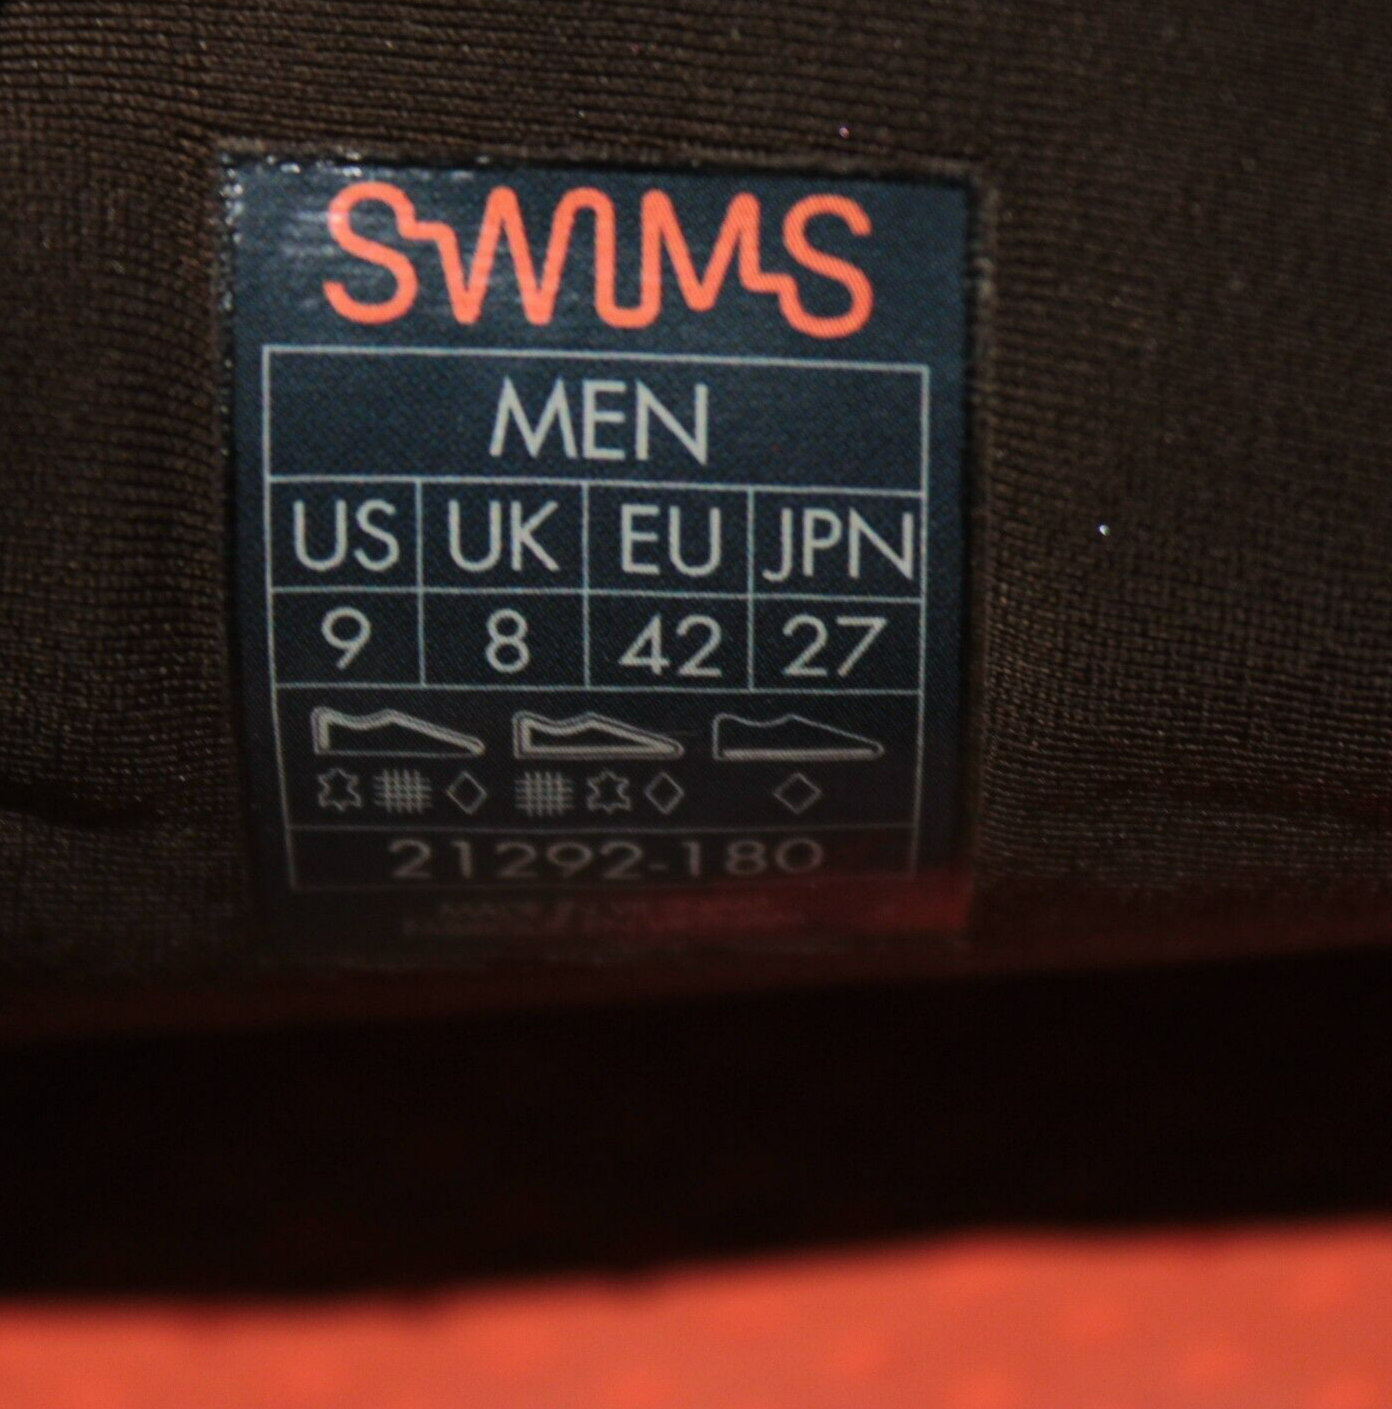 SWIMS
MEN
US UK EU JPN
9 8 42 27
21292-180